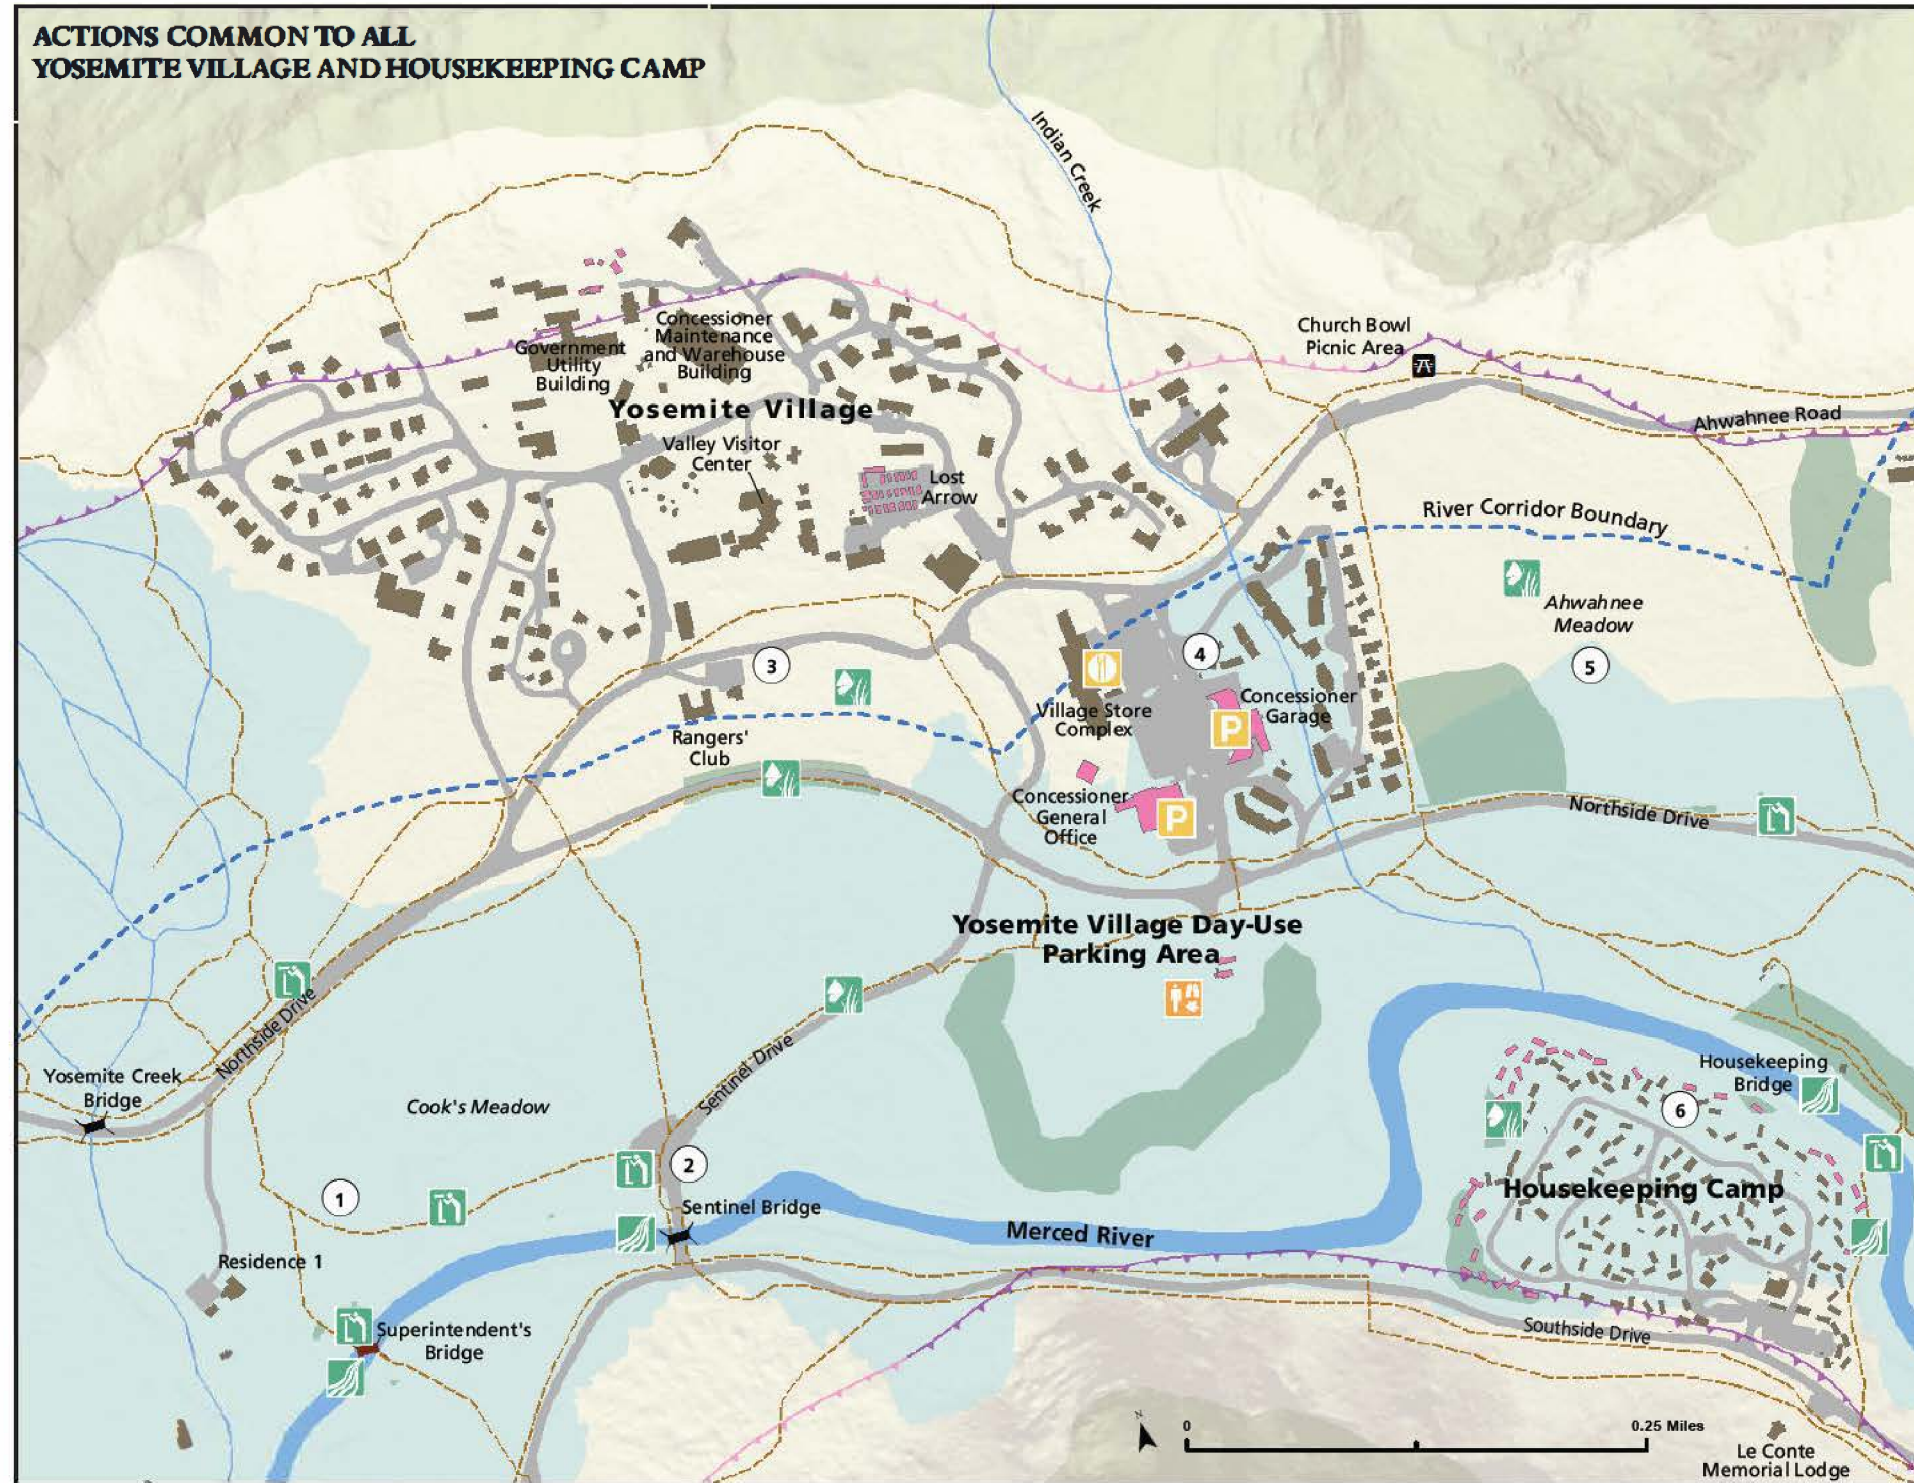 ACTIONS COMMON TO ALL
YOSEMITE VILLAGE AND HOUSEKEEPING CAMP
Indian Creek
Church Bowl
Picnic Area
Concessioner
Maintenance
and Warehouse
Building
Government
Utility
Building
Yosemite Village
Ahwahnee Road
Valley Visitor
Center
Lost
Arrow
River Corridor Boundary
Ahwahnee
Meadow
3
4
5
Concessioner
Garage
P
Village Store
Complex
Rangers'
Club
Concessioner
General
Office
P
Northside Drive
Yosemite Village Day-Use
Parking Area
Northside Drive
Yosemite Creek
Bridge
Cook's Meadow
Sentinel Drive
Housekeeping
Bridge
6
2
1
Housekeeping Camp
Sentinel Bridge
Merced River
Residence 1
Superintendent's
Bridge
Southside Drive
N
0
0.25 Miles
Le Conte
Memorial Lodge